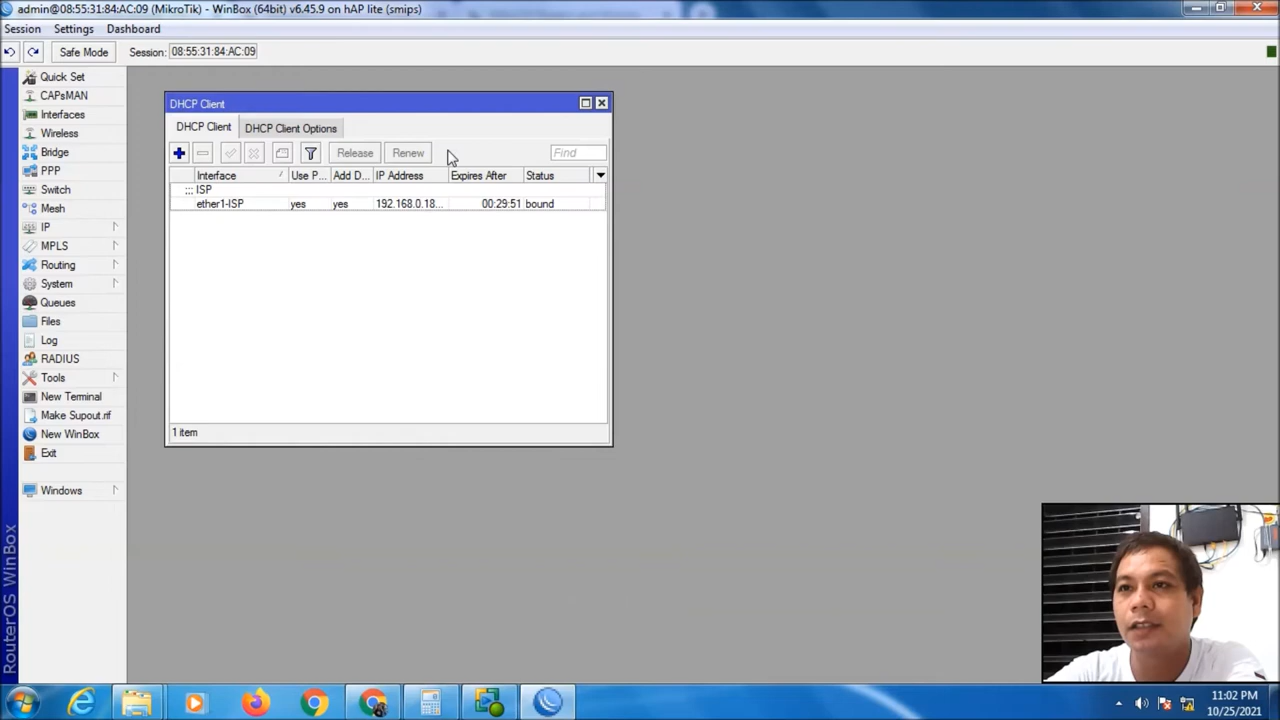 admin@08:55:31:84:AC:09 (MikroTik) - WinBox (64bit) v6.45.9 on hAP lite (smips)
Session Settings Dashboard
Safe Mode Session: 08:55:31:84:AC:09
Quick Set
CAPsMAN
Interfaces
Wireless
Bridge
PPP
Switch
Mesh
IP
MPLS
Routing
System
Queues
Files
Log
RADIUS
Tools
New Terminal
Make Supout.rif
New WinBox
Exit
Windows
RouterOS WinBox
DHCP Client
DHCP Client DHCP Client Options
Release Renew Find
Interface Use P... Add D... IP Address Expires After Status
::: ISP
ether1-ISP yes yes 192.168.0.18... 00:29:51 bound
1 item
11:02 PM
10/25/2021